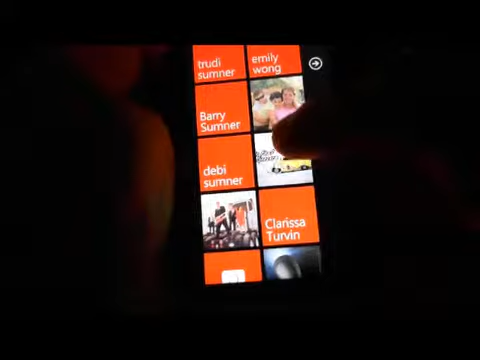 trudi
sumner
emily
wong
Barry
Sumner
debi
sumner
Clarissa
Turvin